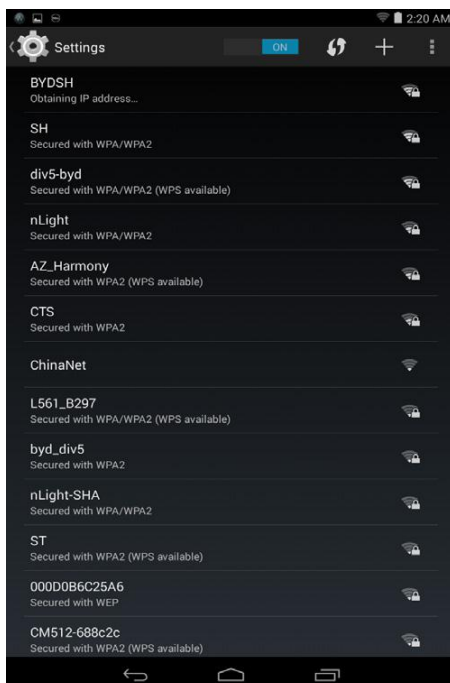 2:20 AM
Settings
ON
BYDSH
Obtaining IP address...
SH
Secured with WPA/WPA2
div5-byd
Secured with WPA/WPA2 (WPS available)
nLight
Secured with WPA/WPA2
AZ_Harmony
Secured with WPA2 (WPS available)
CTS
Secured with WPA2
ChinaNet
L561_B297
Secured with WPA/WPA2 (WPS available)
byd_div5
Secured with WPA2
nLight-SHA
Secured with WPA/WPA2
ST
Secured with WPA2 (WPS available)
000D0B6C25A6
Secured with WEP
CM512-688c2c
Secured with WPA2 (WPS available)